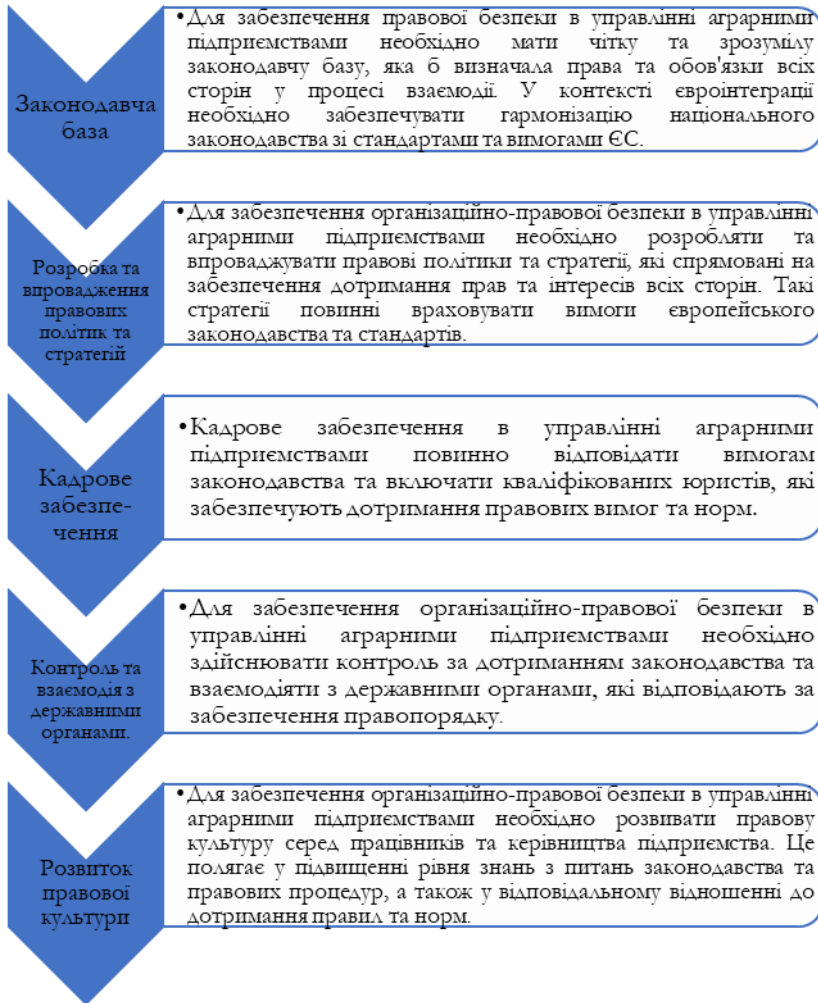 Законодавча
база
•Для забезпечення правової безпеки в управлінні аграрними
підприємствами необхідно мати чітку та зрозумілу
законодавчу базу, яка б визначала права та обов'язки всіх
сторін у процесі взаємодії. У контексті євроінтеграції
необхідно забезпечувати гармонізацію національного
законодавства зі стандартами та вимогами ЄС.
Розробка та
впровадження
правових
політик та
стратегій
•Для забезпечення організаційно-правової безпеки в управлінні
аграрними підприємствами необхідно розробляти та
впроваджувати правові політики та стратегії, які спрямовані на
забезпечення дотримання прав та інтересів всіх сторін. Такі
стратегії повинні враховувати вимоги європейського
законодавства та стандартів.
Кадрове
забезпе-
чення
•Кадрове забезпечення в управлінні аграрними
підприємствами повинно відповідати вимогам
законодавства та включати кваліфікованих юристів, які
забезпечують дотримання правових вимог та норм.
Контроль та
взаємодія з
державними
органами.
•Для забезпечення організаційно-правової безпеки в
управлінні аграрними підприємствами необхідно
здійснювати контроль за дотриманням законодавства та
взаємодіяти з державними органами, які відповідають за
забезпечення правопорядку.
Розвиток
правової
культури
•Для забезпечення організаційно-правової безпеки в управлінні
аграрними підприємствами необхідно розвивати правову
культуру серед працівників та керівництва підприємства. Це
полягає у підвищенні рівня знань з питань законодавства та
правових процедур, а також у відповідальному відношенні до
дотримання правил та норм.